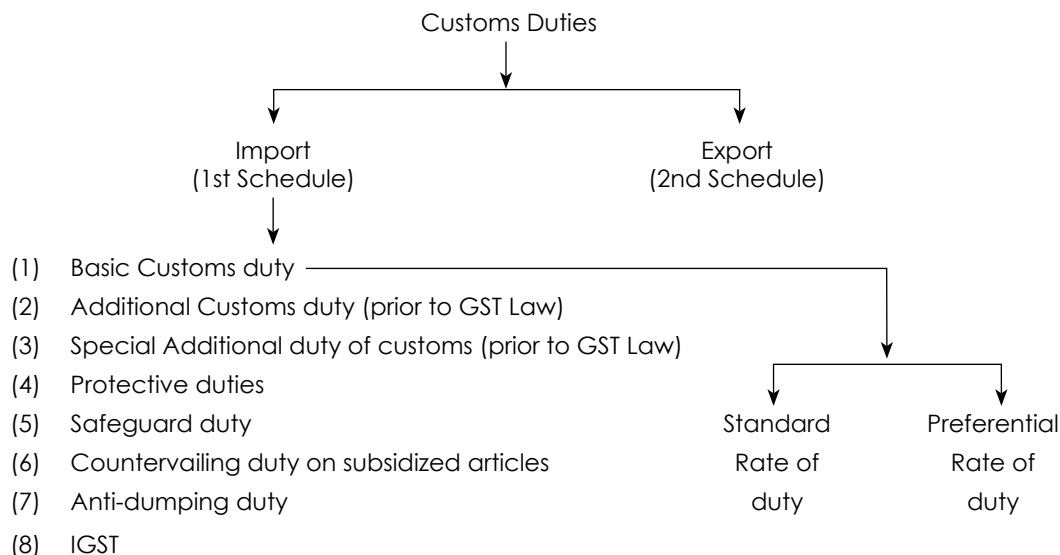 Customs Duties
Import
(1st Schedule)
Export
(2nd Schedule)
(1) Basic Customs duty
(2) Additional Customs duty (prior to GST Law)
(3) Special Additional duty of customs (prior to GST Law)
(4) Protective duties
(5) Safeguard duty
(6) Countervailing duty on subsidized articles
(7) Anti-dumping duty
(8) IGST
Standard
Rate of
duty
Preferential
Rate of
duty